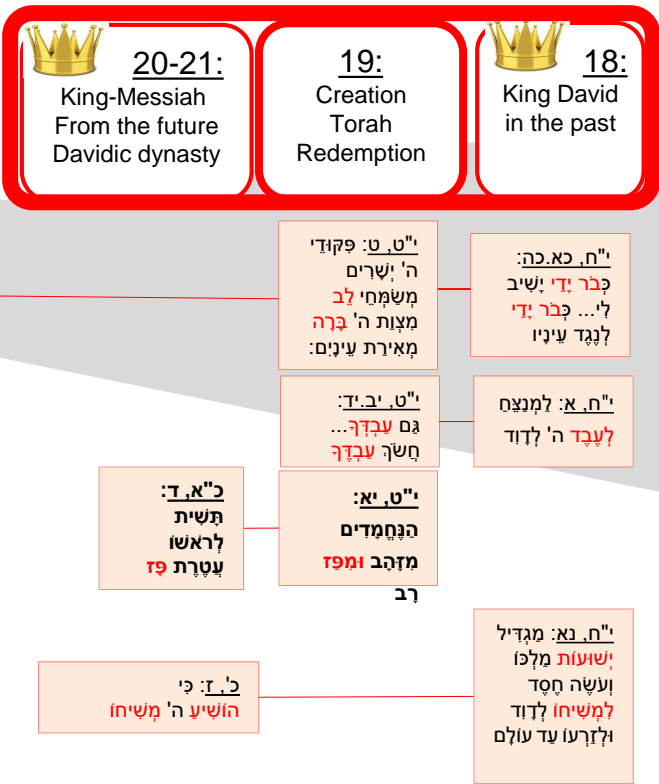 20-21:
King-Messiah
From the future
Davidic dynasty
19:
Creation
Torah
Redemption
18:
King David
in the past
י"ט, ט: פִּקּוּדֵי
ה' יְשָׁרִים
מְשַׂמְּחֵי לֵב
מִצְוַת ה' בָּרָה
מְאִירַת עֵינָיִם:
י"ח, כא.כה:
כְּבֹר יָדַי יָשִׁיב
לִי... כְּבֹר יָדַי
לְנֶגֶד עֵינָיו
י"ט, יב.יד:
גַּם עַבְדְּךָ...
חֲשֹׂךְ עַבְדֶּךָ
י"ח, א: לַמְנַצֵּחַ
לְעֶבֶד ה' לְדָוִד
כ"א, ד:
תָּשִׁית
לְרֹאשׁוֹ
עֲטֶרֶת פָּז
י"ט, יא:
הַנֶּחֱמָדִים
מִזָּהָב וּמִפַּז
רָב
י"ח, נא: מַגְדִּיל
יְשׁוּעוֹת מַלְכּוֹ
וְעֹשֶׂה חֶסֶד
לִמְשִׁיחוֹ לְדָוִד
וּלְזַרְעוֹ עַד עוֹלָם
כ', ז: כִּי
הוֹשִׁיעַ ה' מְשִׁיחוֹ